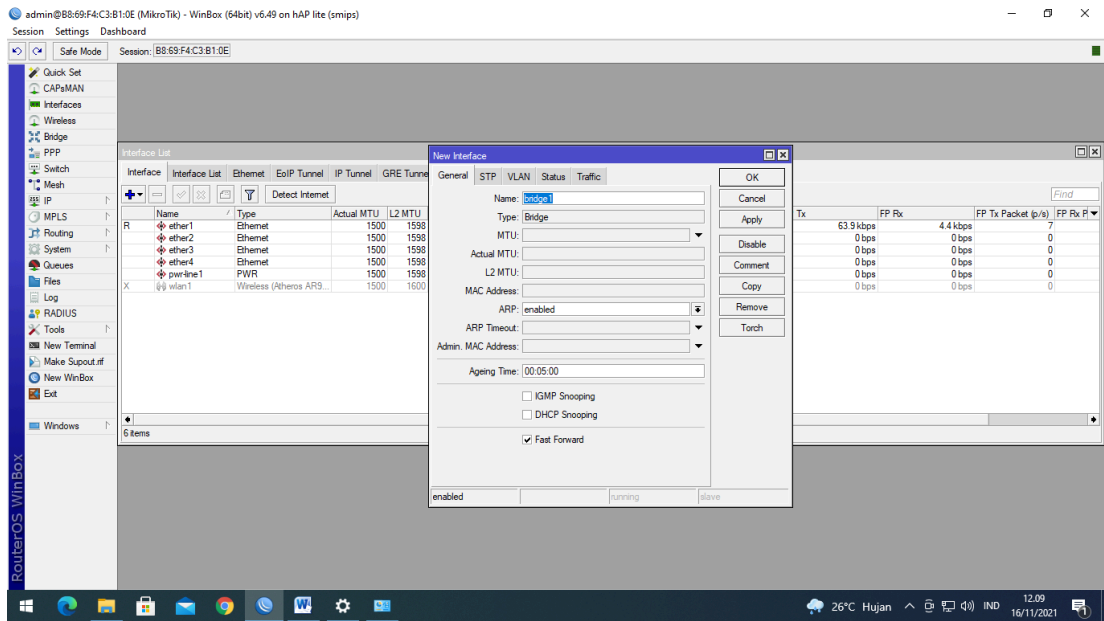 admin@B8:69:F4:C3:B1:0E (MikroTik) - WinBox (64bit) v6.49 on hAP lite (smips)
Session Settings Dashboard
Safe Mode Session: B8:69:F4:C3:B1:0E
Quick Set
CAPsMAN
Interfaces
Wireless
Bridge
PPP
Switch
Mesh
IP
MPLS
Routing
System
Queues
Files
Log
RADIUS
Tools
New Terminal
Make Supout.rif
New WinBox
Exit
Windows
RouterOS WinBox
Interface List
Interface Interface List Ethernet EoIP Tunnel IP Tunnel GRE Tunne
Detect Internet Find
Name Type Actual MTU L2 MTU Tx FP Rx FP Tx Packet (p/s) FP Rx P
R ether1 Ethernet 1500 1598 63.9 kbps 4.4 kbps 7
ether2 Ethernet 1500 1598 0 bps 0 bps 0
ether3 Ethernet 1500 1598 0 bps 0 bps 0
ether4 Ethernet 1500 1598 0 bps 0 bps 0
pwr-line1 PWR 1500 1598 0 bps 0 bps 0
X wlan1 Wireless (Atheros AR9... 1500 1600 0 bps 0 bps 0
6 items
New Interface
General STP VLAN Status Traffic
Name: bridge1
Type: Bridge
MTU:
Actual MTU:
L2 MTU:
MAC Address:
ARP: enabled
ARP Timeout:
Admin. MAC Address:
Ageing Time: 00:05:00
IGMP Snooping
DHCP Snooping
Fast Forward
OK
Cancel
Apply
Disable
Comment
Copy
Remove
Torch
enabled running slave
26°C Hujan IND 12.09
16/11/2021
1